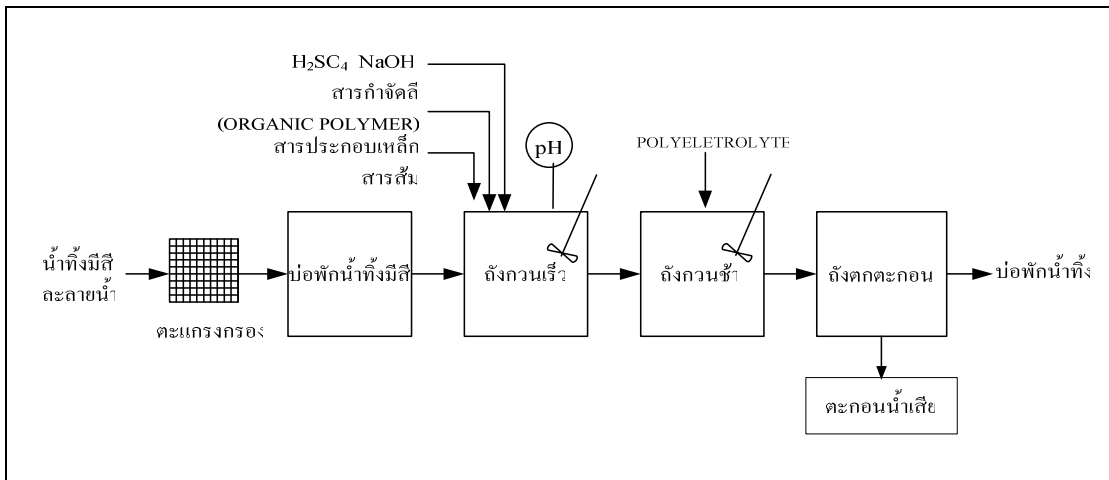 H₂SC₄ NaOH
สารกำจัดสี
(ORGANIC POLYMER)
สารประกอบเหล็ก
สารส้ม
pH
POLYELETROLYTE
น้ำทิ้งมีสี
ละลายน้ำ
ตะแกรงกรอง
บ่อพักน้ำทิ้งมีสี
ถังกวนเร็ว
ถังกวนช้า
ถังตกตะกอน
บ่อพักน้ำทิ้ง
ตะกอนน้ำเสีย